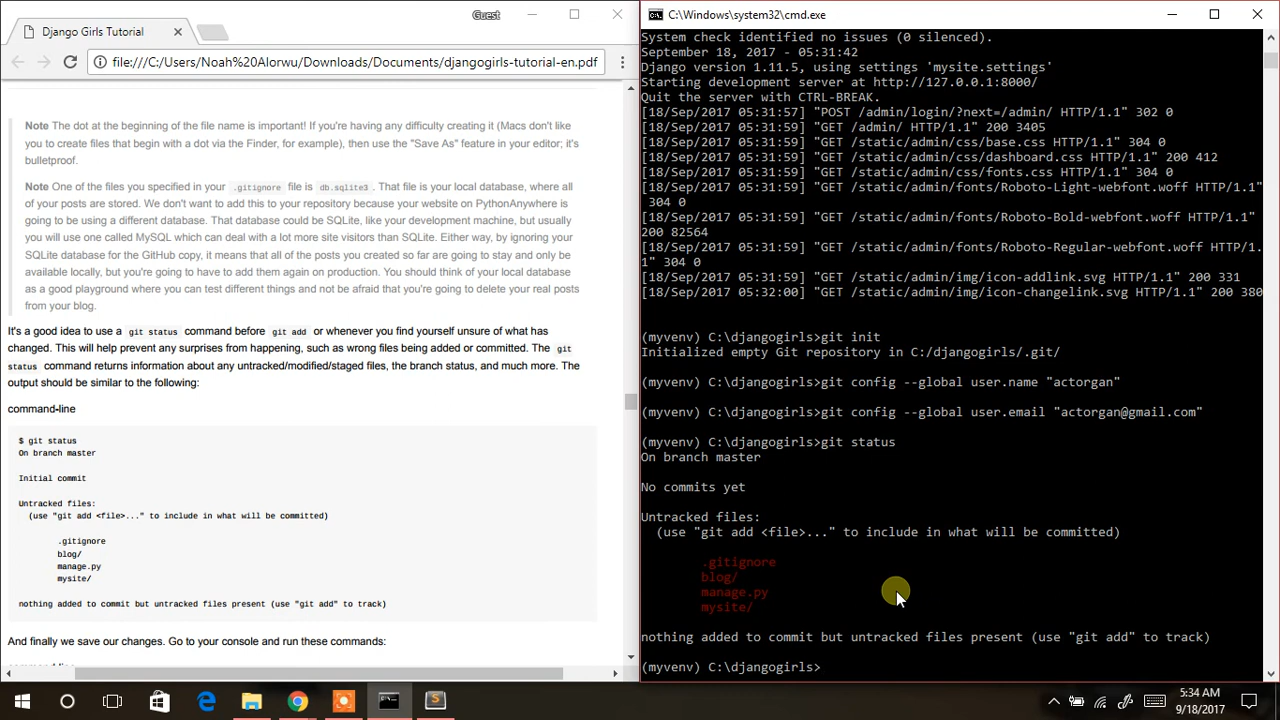 Guest
Django Girls Tutorial
file:///C:/Users/Noah%20Alorwu/Downloads/Documents/djangogirls-tutorial-en.pdf
Note The dot at the beginning of the file name is important! If you're having any difficulty creating it (Macs don't like
you to create files that begin with a dot via the Finder, for example), then use the "Save As" feature in your editor; it's
bulletproof.
Note One of the files you specified in your .gitignore file is db.sqlite3. That file is your local database, where all
of your posts are stored. We don't want to add this to your repository because your website on PythonAnywhere is
going to be using a different database. That database could be SQLite, like your development machine, but usually
you will use one called MySQL which can deal with a lot more site visitors than SQLite. Either way, by ignoring your
SQLite database for the GitHub copy, it means that all of the posts you created so far are going to stay and only be
available locally, but you're going to have to add them again on production. You should think of your local database
as a good playground where you can test different things and not be afraid that you're going to delete your real posts
from your blog.
It's a good idea to use a git status command before git add or whenever you find yourself unsure of what has
changed. This will help prevent any surprises from happening, such as wrong files being added or committed. The git
status command returns information about any untracked/modified/staged files, the branch status, and much more. The
output should be similar to the following:
command-line
$ git status
On branch master
Initial commit
Untracked files:
(use "git add <file>..." to include in what will be committed)
.gitignore
blog/
manage.py
mysite/
nothing added to commit but untracked files present (use "git add" to track)
And finally we save our changes. Go to your console and run these commands:
C:\Windows\system32\cmd.exe
System check identified no issues (0 silenced).
September 18, 2017 - 05:31:42
Django version 1.11.5, using settings 'mysite.settings'
Starting development server at http://127.0.0.1:8000/
Quit the server with CTRL-BREAK.
[18/Sep/2017 05:31:57] "POST /admin/login/?next=/admin/ HTTP/1.1" 302 0
[18/Sep/2017 05:31:59] "GET /admin/ HTTP/1.1" 200 3405
[18/Sep/2017 05:31:59] "GET /static/admin/css/base.css HTTP/1.1" 304 0
[18/Sep/2017 05:31:59] "GET /static/admin/css/dashboard.css HTTP/1.1" 200 412
[18/Sep/2017 05:31:59] "GET /static/admin/css/fonts.css HTTP/1.1" 304 0
[18/Sep/2017 05:31:59] "GET /static/admin/fonts/Roboto-Light-webfont.woff HTTP/1.1"
304 0
[18/Sep/2017 05:31:59] "GET /static/admin/fonts/Roboto-Bold-webfont.woff HTTP/1.1"
200 82564
[18/Sep/2017 05:31:59] "GET /static/admin/fonts/Roboto-Regular-webfont.woff HTTP/1.
1" 304 0
[18/Sep/2017 05:31:59] "GET /static/admin/img/icon-addlink.svg HTTP/1.1" 200 331
[18/Sep/2017 05:32:00] "GET /static/admin/img/icon-changelink.svg HTTP/1.1" 200 380
(myvenv) C:\djangogirls>git init
Initialized empty Git repository in C:/djangogirls/.git/
(myvenv) C:\djangogirls>git config --global user.name "actorgan"
(myvenv) C:\djangogirls>git config --global user.email "actorgan@gmail.com"
(myvenv) C:\djangogirls>git status
On branch master
No commits yet
Untracked files:
(use "git add <file>..." to include in what will be committed)
.gitignore
blog/
manage.py
mysite/
nothing added to commit but untracked files present (use "git add" to track)
(myvenv) C:\djangogirls>
5:34 AM
9/18/2017